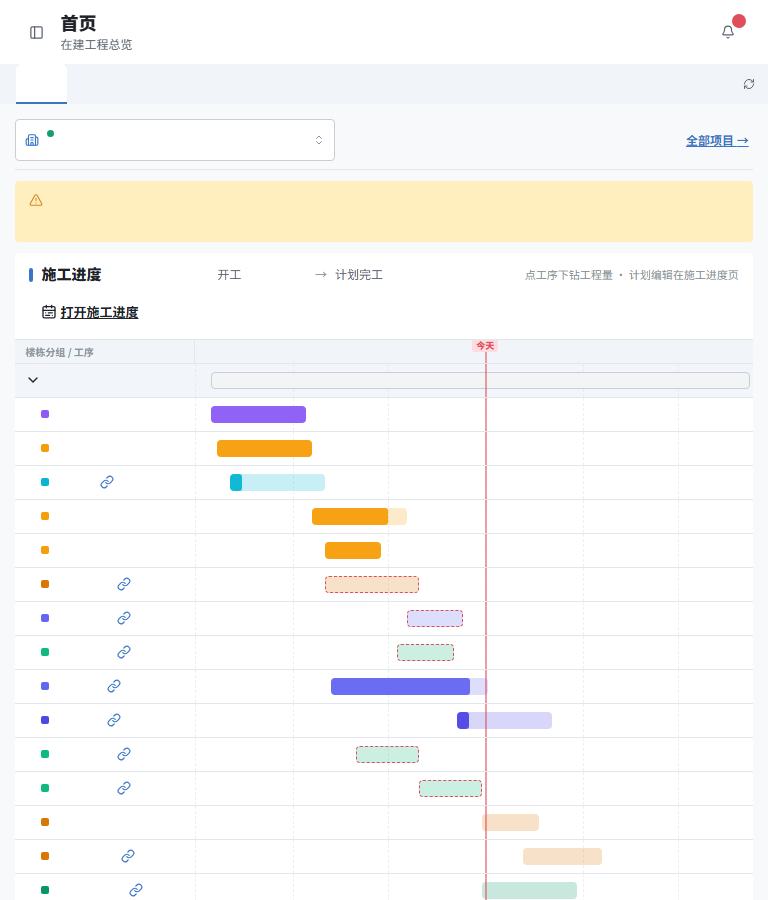 首页
在建工程总览
全部项目 →
施工进度
开工 → 计划完工
点工序下钻工程量 · 计划编辑在施工进度页
打开施工进度
楼栋分组 / 工序
今天